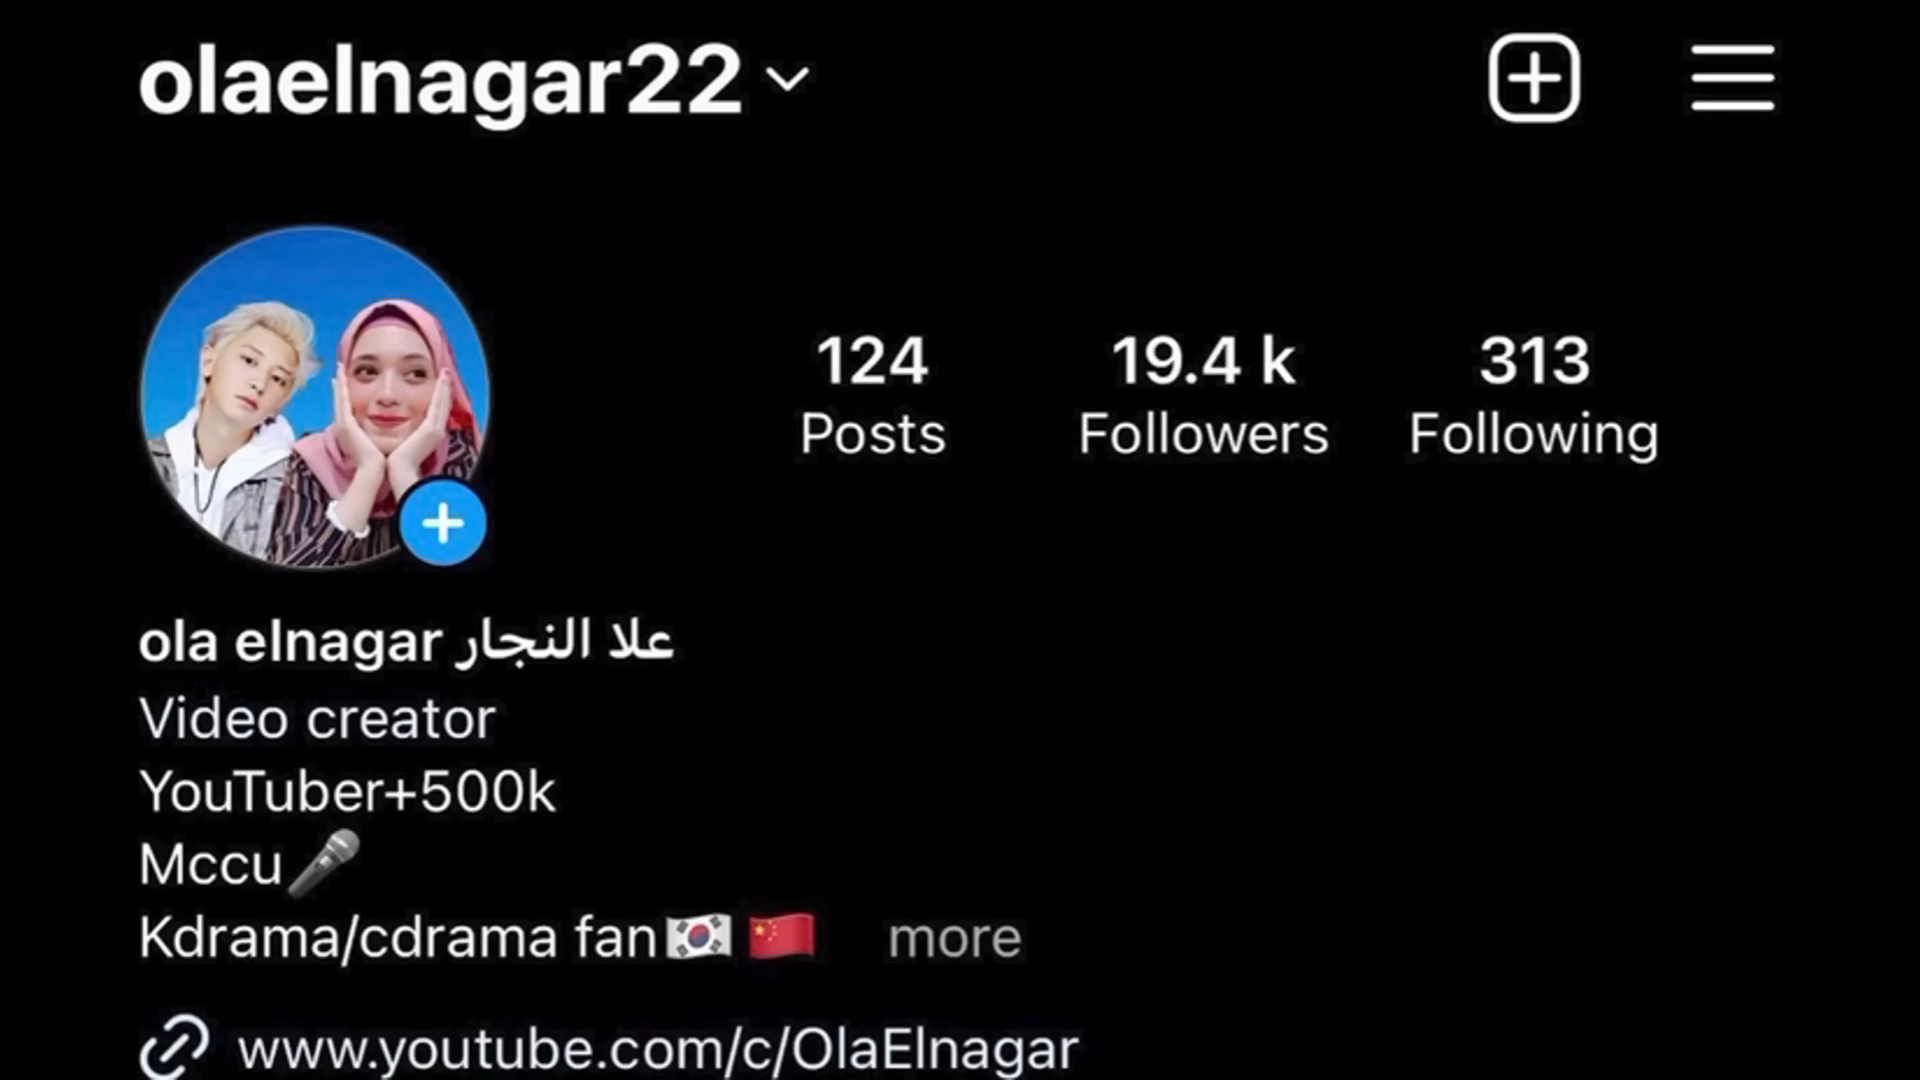 olaelnagar22
124
Posts
19.4 k
Followers
313
Following
ola elnagar علا النجار
Video creator
YouTuber+500k
Mccu🎤
Kdrama/cdrama fan🇰🇷🇨🇳 more
www.youtube.com/c/OlaElnagar